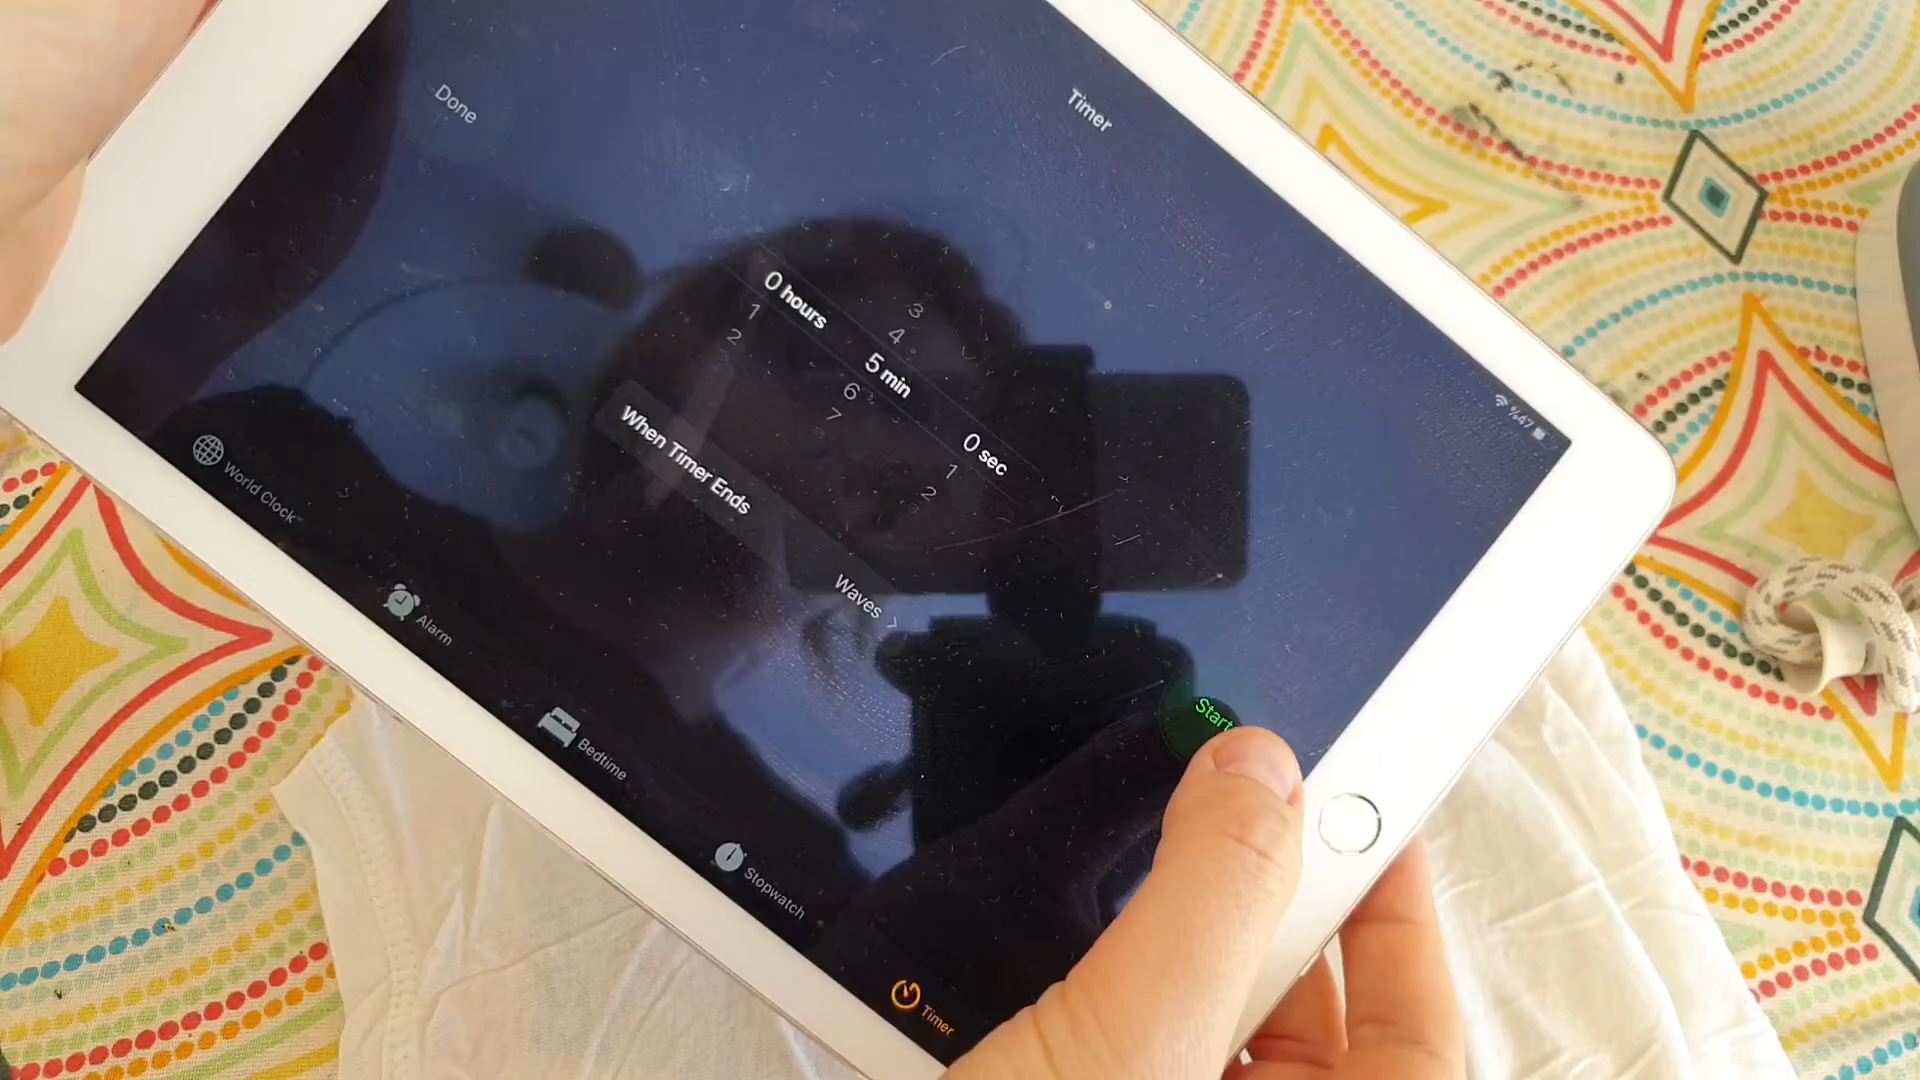 Done
Timer
%47
3
4
0 hours
5 min
0 sec
1
2
6
7
1
2
When Timer Ends
Waves
Start
World Clock
Alarm
Bedtime
Stopwatch
Timer